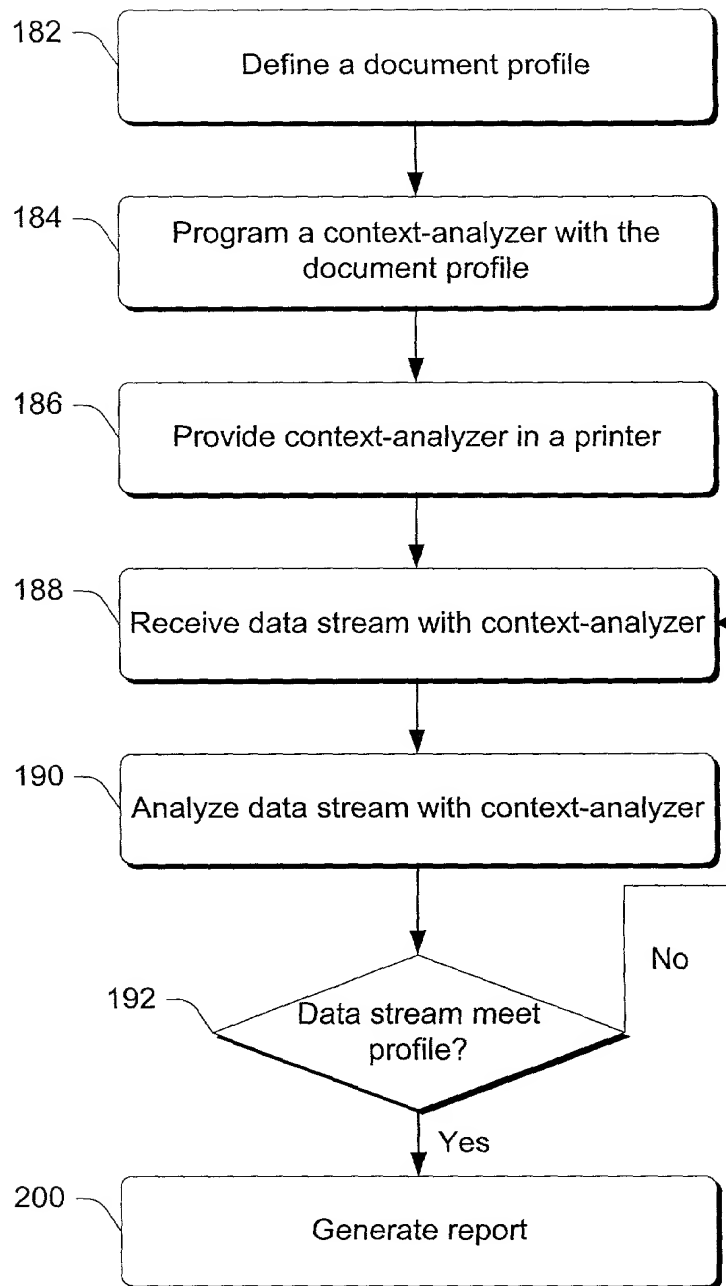 182
Define a document profile
184
Program a context-analyzer with the
document profile
186
Provide context-analyzer in a printer
188
Receive data stream with context-analyzer
190
Analyze data stream with context-analyzer
192
Data stream meet
profile?
No
Yes
200
Generate report